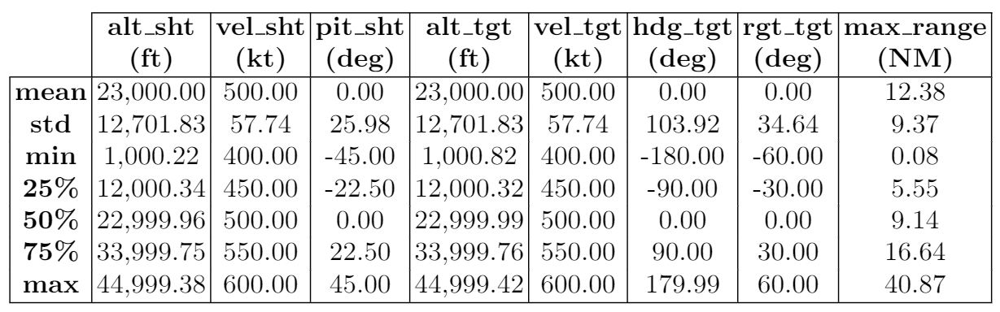 alt_sht vel_sht pit_sht alt_tgt vel_tgt hdg_tgt rgt_tgt max_range
(ft) (kt) (deg) (ft) (kt) (deg) (deg) (NM)
mean 23,000.00 500.00 0.00 23,000.00 500.00 0.00 0.00 12.38
std 12,701.83 57.74 25.98 12,701.83 57.74 103.92 34.64 9.37
min 1,000.22 400.00 -45.00 1,000.82 400.00 -180.00 -60.00 0.08
25% 12,000.34 450.00 -22.50 12,000.32 450.00 -90.00 -30.00 5.55
50% 22,999.96 500.00 0.00 22,999.99 500.00 0.00 0.00 9.14
75% 33,999.75 550.00 22.50 33,999.76 550.00 90.00 30.00 16.64
max 44,999.38 600.00 45.00 44,999.42 600.00 179.99 60.00 40.87